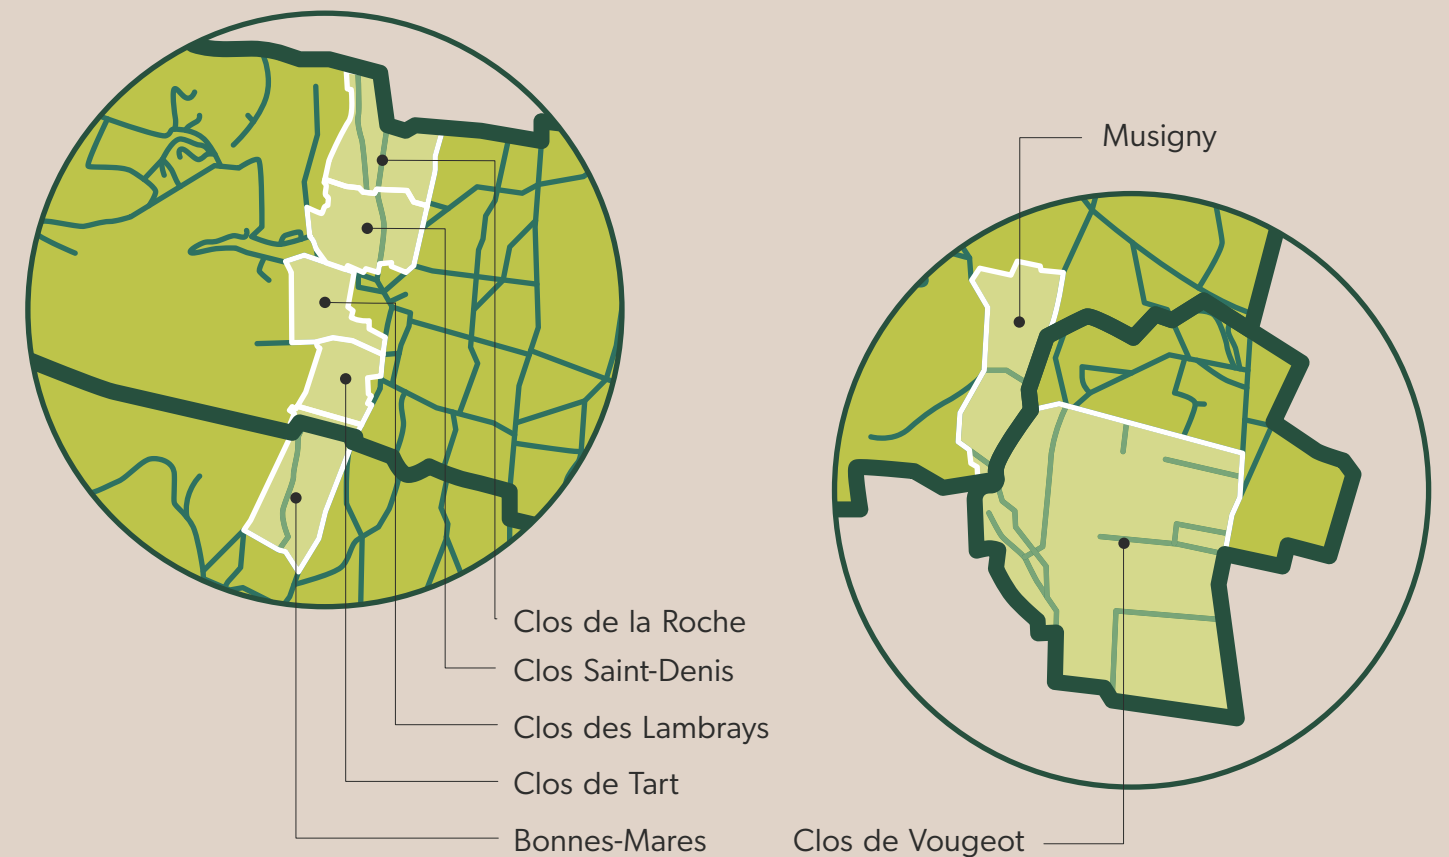 Musigny
Clos de la Roche
Clos Saint-Denis
Clos des Lambrays
Clos de Tart
Bonnes-Mares
Clos de Vougeot